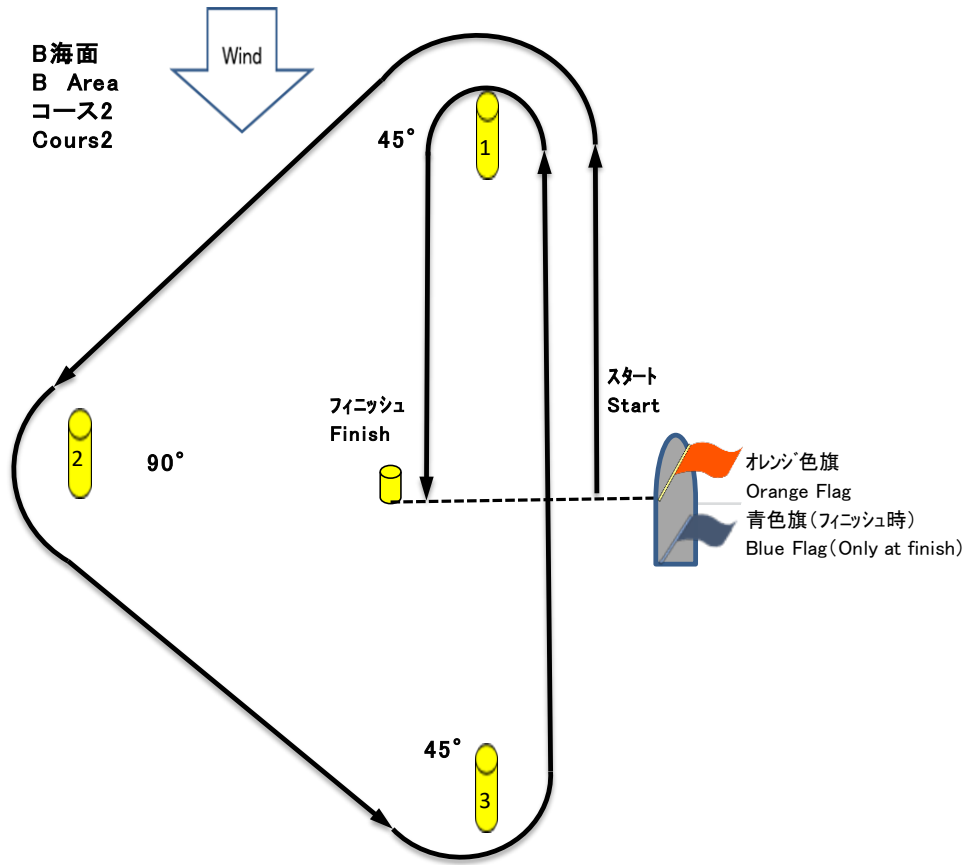 B海面
B Area
コース2
Cours2
Wind
45°
1
スタート
Start
フィニッシュ
Finish
2
90°
オレンジ色旗
Orange Flag
青色旗(フィニッシュ時)
Blue Flag(Only at finish)
45°
3